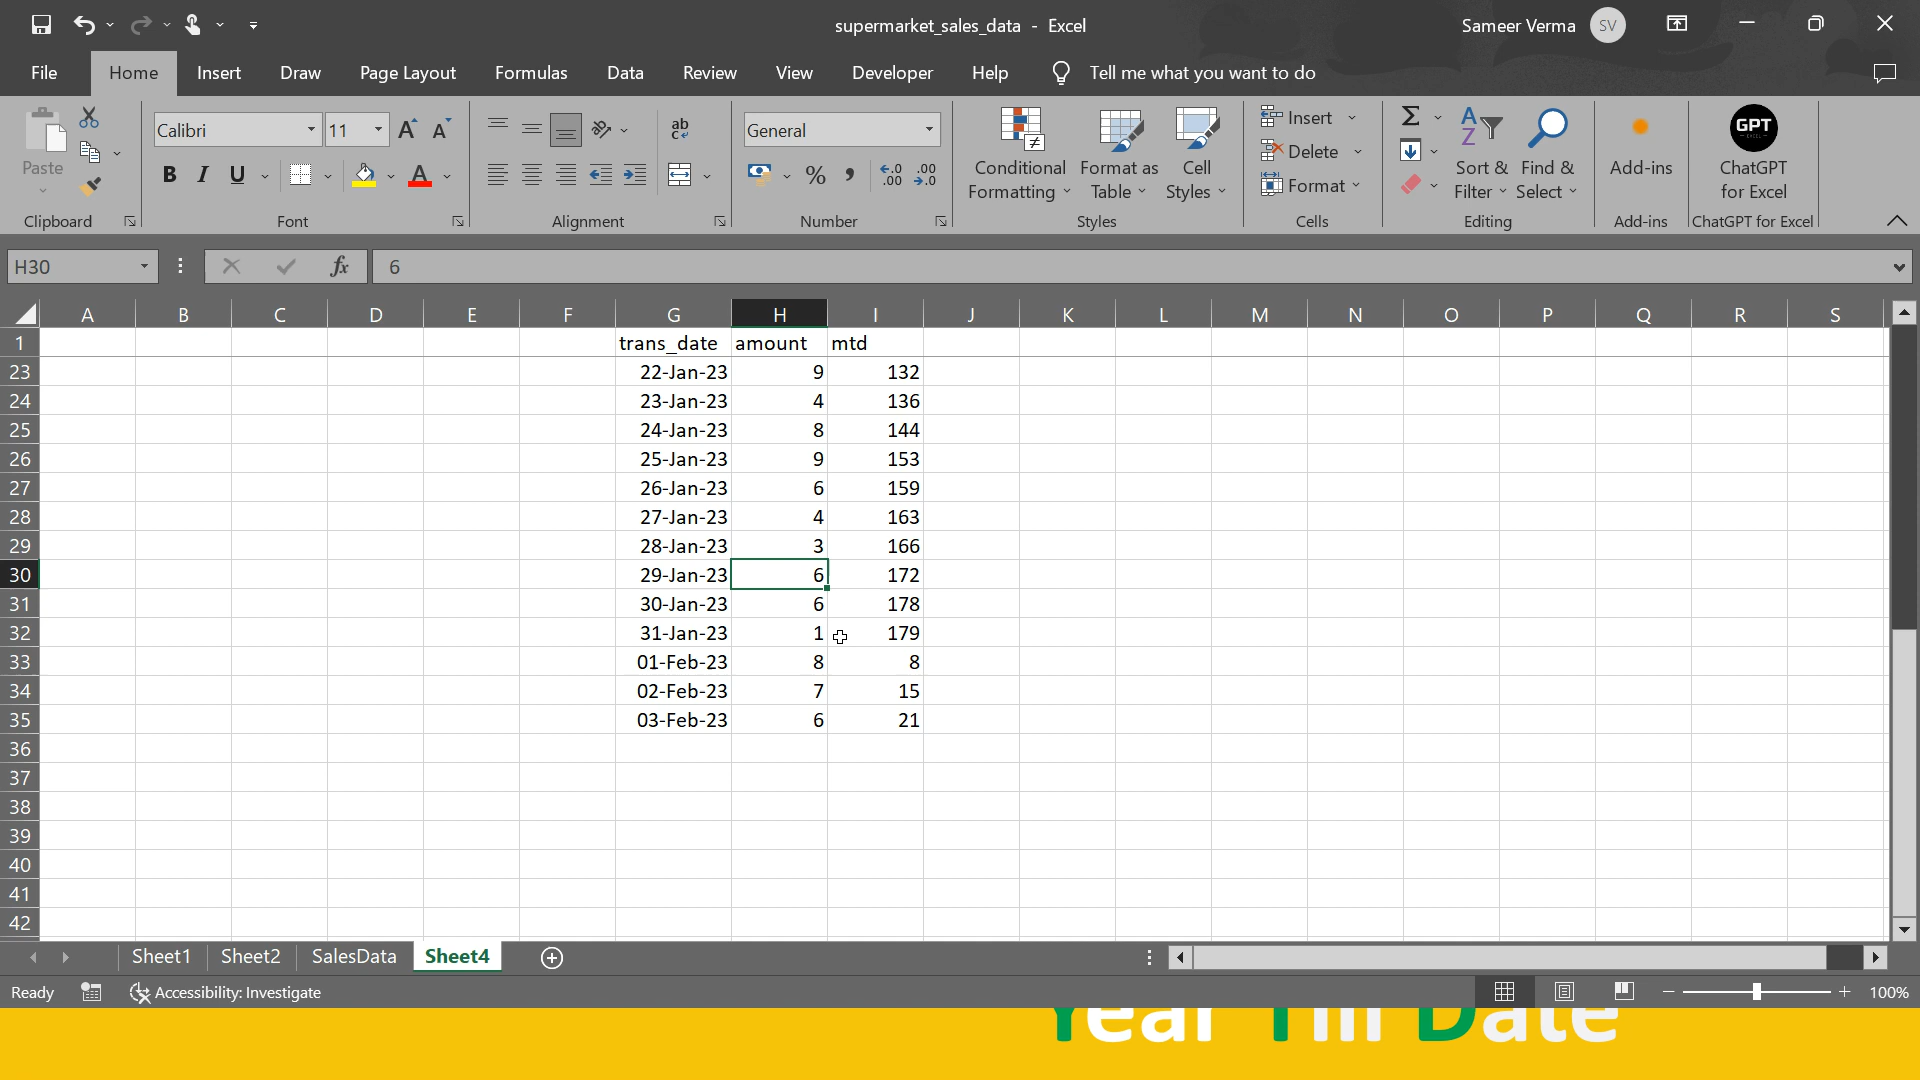 supermarket_sales_data - Excel
Sameer Verma SV
File Home Insert Draw Page Layout Formulas Data Review View Developer Help Tell me what you want to do
Paste
Clipboard
Calibri 11
A A
B I U A
Font
ab
Alignment
General
% , .00 .00
Number
Conditional Formatting
Format as Table
Cell Styles
Styles
Insert
Delete
Format
Cells
Σ
Sort & Filter
Find & Select
Editing
Add-ins
Add-ins
GPT
ChatGPT for Excel
ChatGPT for Excel
H30 fx 6
A B C D E F G H I J K L M N O P Q R S
1 trans_date amount mtd
23 22-Jan-23 9 132
24 23-Jan-23 4 136
25 24-Jan-23 8 144
26 25-Jan-23 9 153
27 26-Jan-23 6 159
28 27-Jan-23 4 163
29 28-Jan-23 3 166
30 29-Jan-23 6 172
31 30-Jan-23 6 178
32 31-Jan-23 1 179
33 01-Feb-23 8 8
34 02-Feb-23 7 15
35 03-Feb-23 6 21
36
37
38
39
40
41
42
Sheet1 Sheet2 SalesData Sheet4
Ready Accessibility: Investigate 100%
Year Till Date